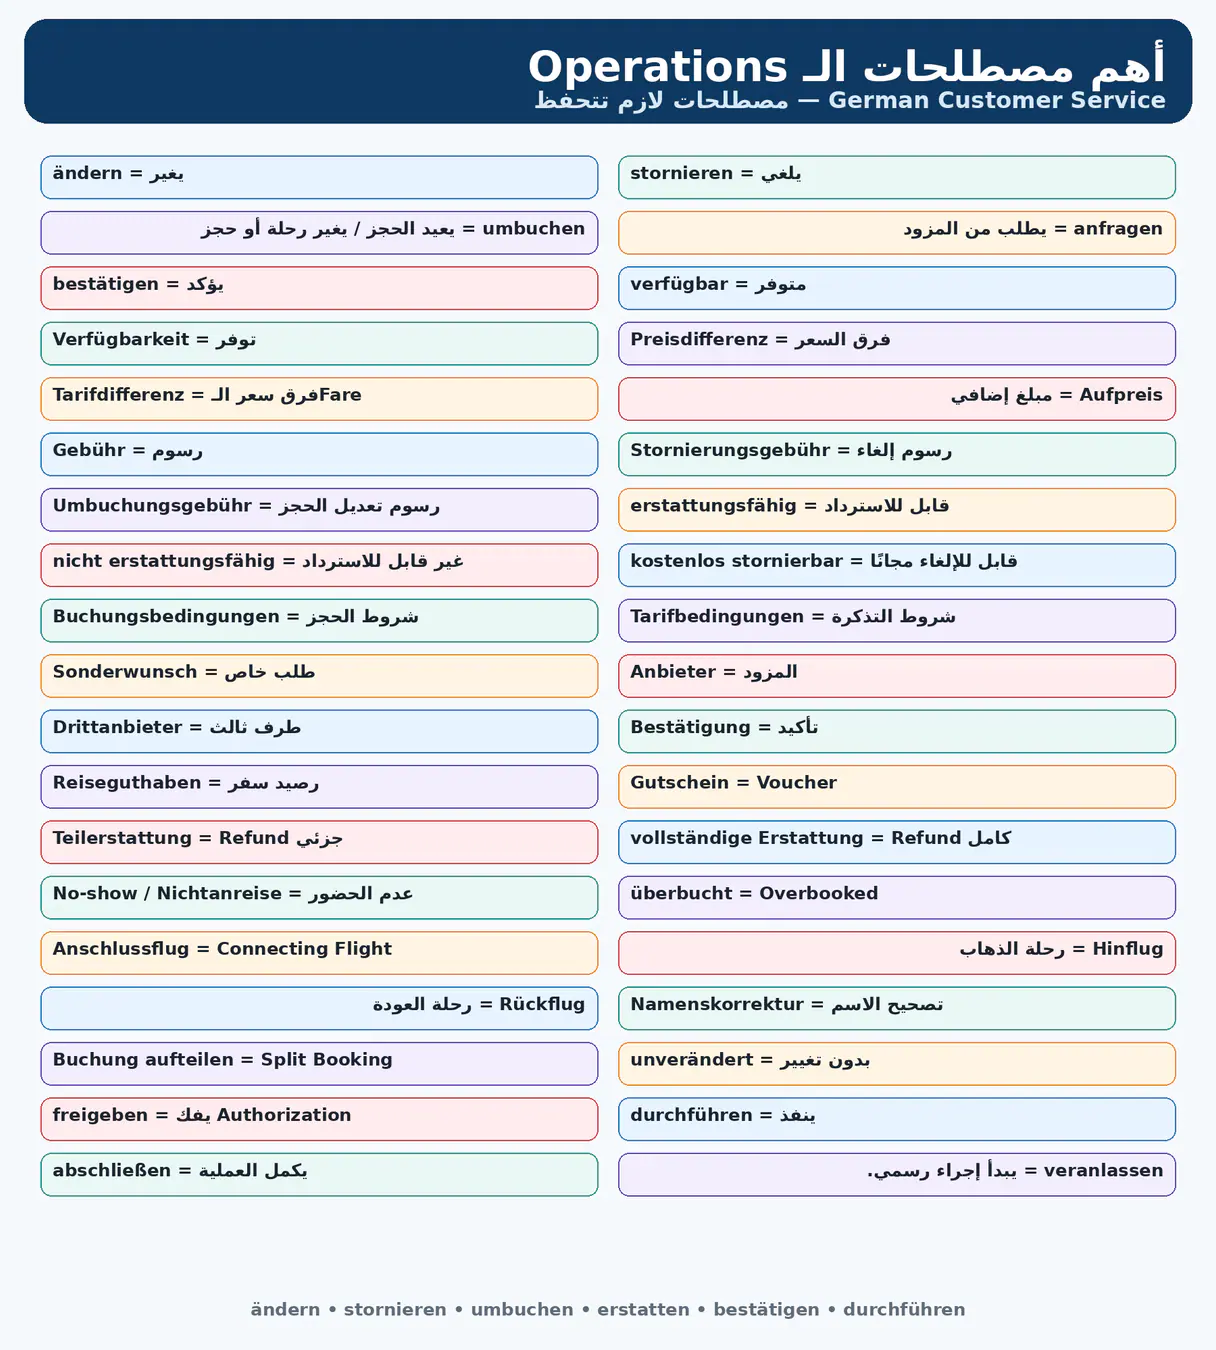 أهم مصطلحات الـ Operations
German Customer Service — مصطلحات لازم تتحفظ
ändern = يغير
stornieren = يلغي
umbuchen = يعيد الحجز / يغير رحلة أو حجز
anfragen = يطلب من المزود
bestätigen = يؤكد
verfügbar = متوفر
Verfügbarkeit = توفر
Preisdifferenz = فرق السعر
Tarifdifferenz = فرق سعر الـFare
Aufpreis = مبلغ إضافي
Gebühr = رسوم
Stornierungsgebühr = رسوم إلغاء
Umbuchungsgebühr = رسوم تعديل الحجز
erstattungsfähig = قابل للاسترداد
nicht erstattungsfähig = غير قابل للاسترداد
kostenlos stornierbar = قابل للإلغاء مجانًا
Buchungsbedingungen = شروط الحجز
Tarifbedingungen = شروط التذكرة
Sonderwunsch = طلب خاص
Anbieter = المزود
Drittanbieter = طرف ثالث
Bestätigung = تأكيد
Reiseguthaben = رصيد سفر
Gutschein = Voucher
Teilerstattung = Refund جزئي
vollständige Erstattung = Refund كامل
No-show / Nichtanreise = عدم الحضور
überbucht = Overbooked
Anschlussflug = Connecting Flight
Hinflug = رحلة الذهاب
Rückflug = رحلة العودة
Namenskorrektur = تصحيح الاسم
Buchung aufteilen = Split Booking
unverändert = بدون تغيير
freigeben = يفك Authorization
durchführen = ينفذ
abschließen = يكمل العملية
veranlassen = يبدأ إجراء رسمي.
ändern • stornieren • umbuchen • erstatten • bestätigen • durchführen